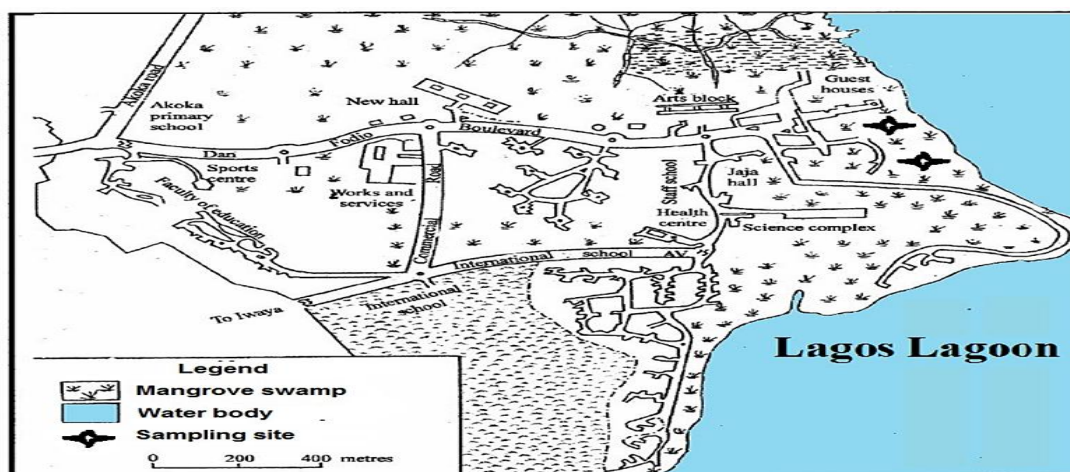 Akoka road
Akoka
primary
school
New hall
Arts block
Guest
houses
Dan
Fodio
Boulevard
Sports
centre
Faculty of education
Works and
services
Commercial
Road
Staff school
Jaja
hall
Health
centre
Science complex
International school AV
International
school
To Iwaya
Lagos Lagoon
Legend
Mangrove swamp
Water body
Sampling site
0 200 400 metres